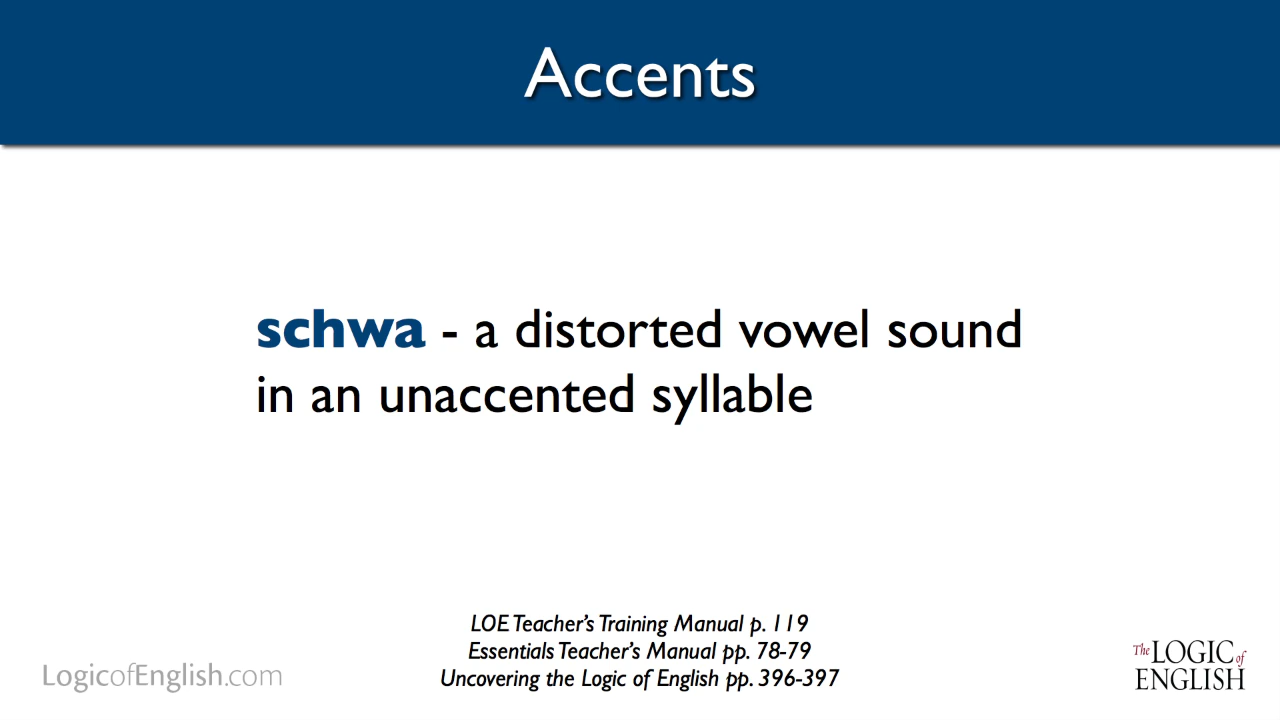 Accents
schwa - a distorted vowel sound
in an unaccented syllable
LOE Teacher's Training Manual p. 119
Essentials Teacher's Manual pp. 78-79
Uncovering the Logic of English pp. 396-397
LogicofEnglish.com
The LOGIC of
ENGLISH